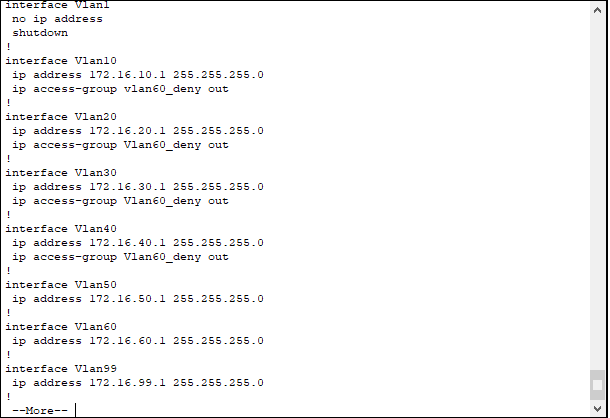 interface Vlan1
no ip address
shutdown
!
interface Vlan10
ip address 172.16.10.1 255.255.255.0
ip access-group vlan60_deny out
!
interface Vlan20
ip address 172.16.20.1 255.255.255.0
ip access-group Vlan60_deny out
!
interface Vlan30
ip address 172.16.30.1 255.255.255.0
ip access-group Vlan60_deny out
!
interface Vlan40
ip address 172.16.40.1 255.255.255.0
ip access-group Vlan60_deny out
!
interface Vlan50
ip address 172.16.50.1 255.255.255.0
!
interface Vlan60
ip address 172.16.60.1 255.255.255.0
!
interface Vlan99
ip address 172.16.99.1 255.255.255.0
!
--More--